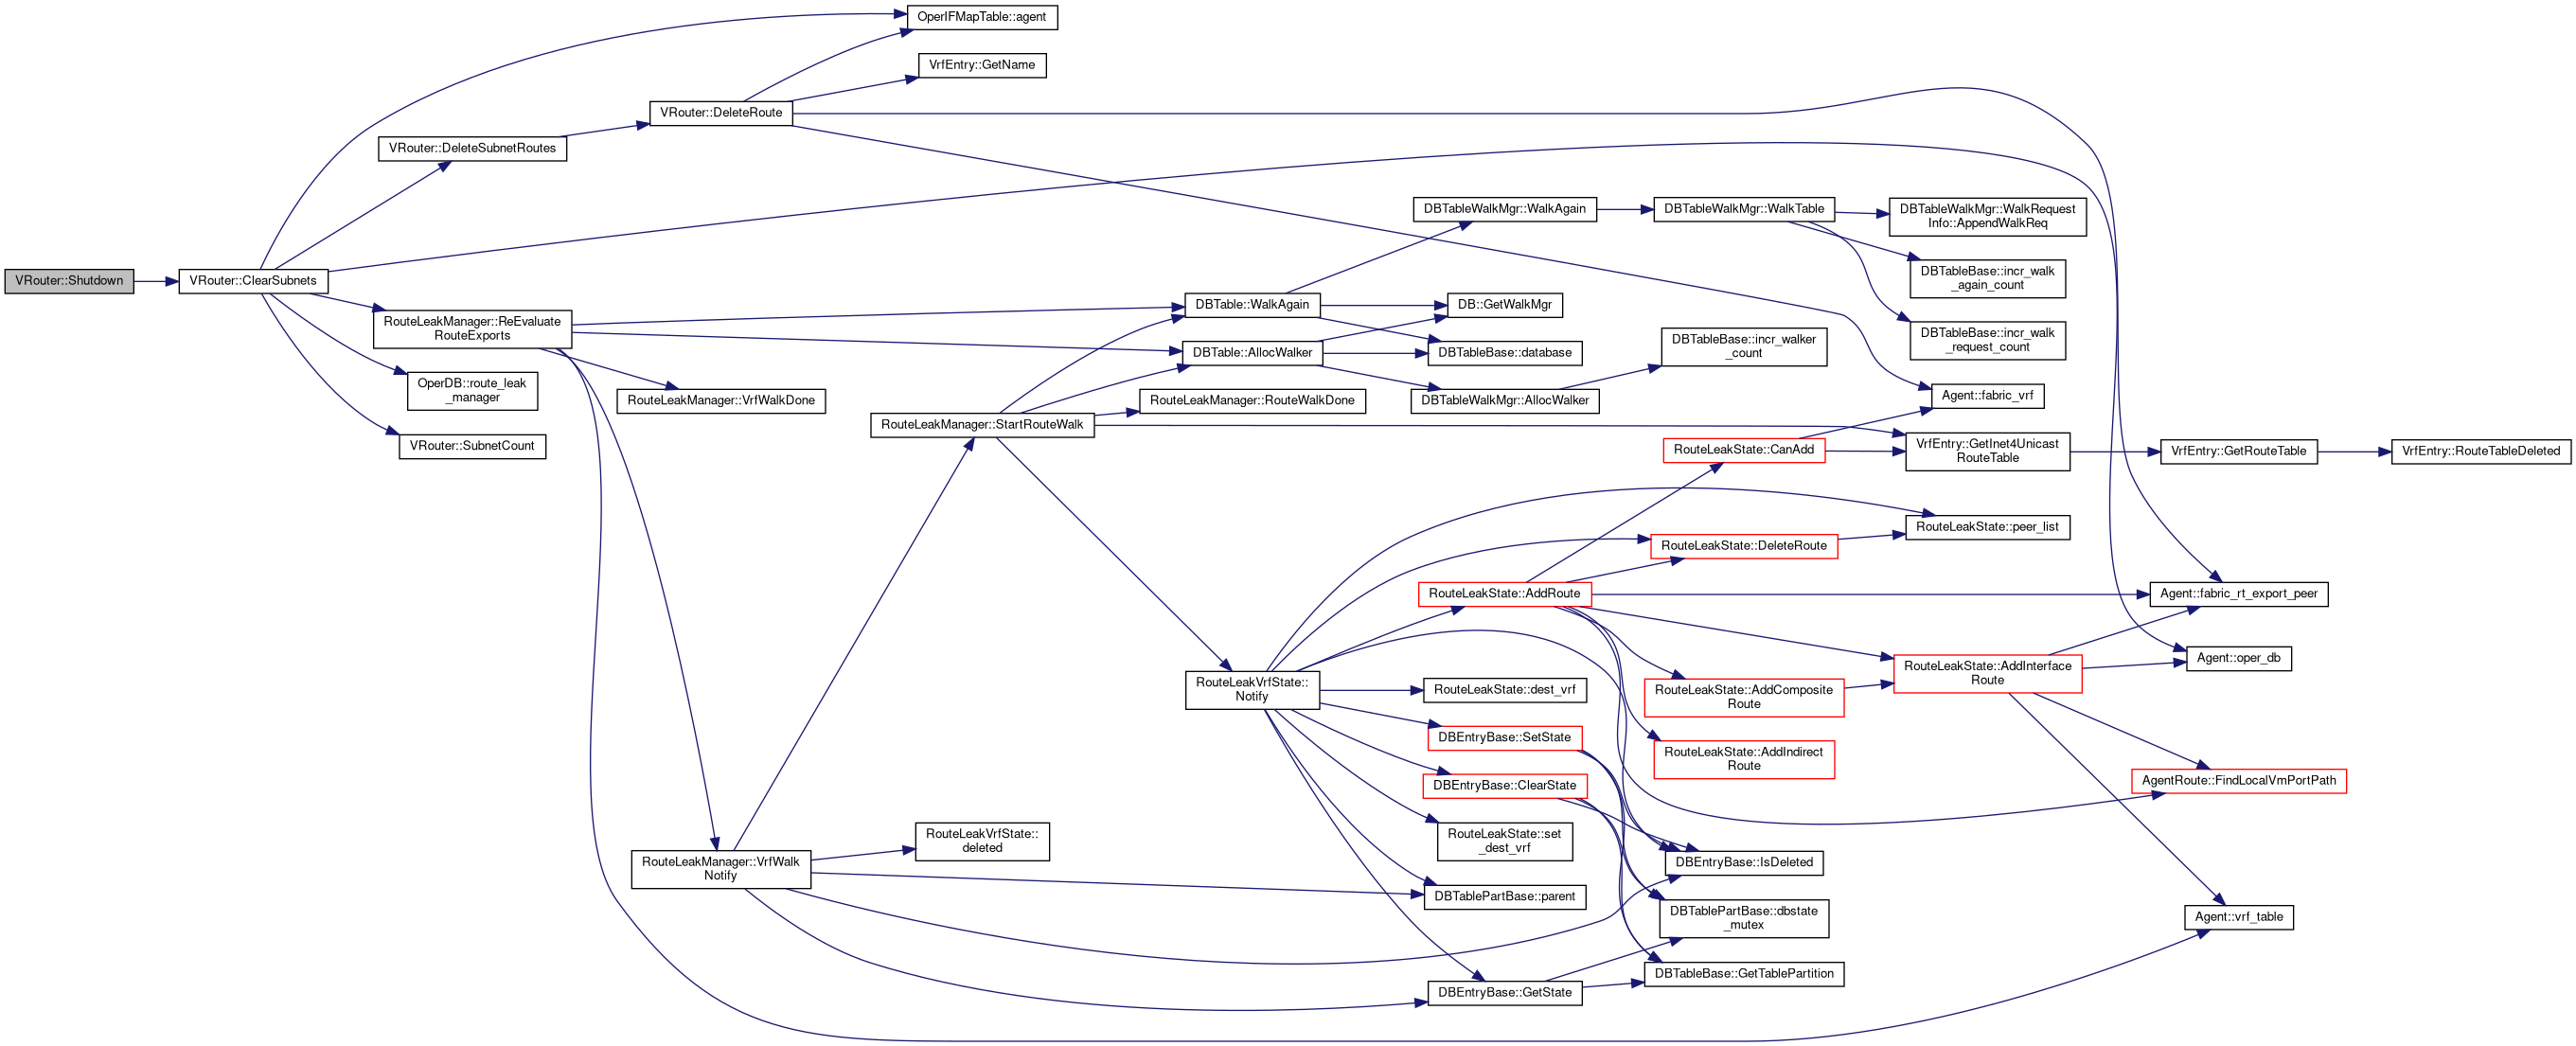 VRouter::Shutdown
VRouter::ClearSubnets
OperIFMapTable::agent
VRouter::DeleteSubnetRoutes
VRouter::DeleteRoute
VrfEntry::GetName
RouteLeakManager::ReEvaluate
RouteExports
OperDB::route_leak
_manager
VRouter::SubnetCount
RouteLeakManager::VrfWalkDone
RouteLeakManager::VrfWalk
Notify
RouteLeakManager::StartRouteWalk
RouteLeakVrfState::
deleted
DBTable::WalkAgain
DBTable::AllocWalker
RouteLeakManager::RouteWalkDone
RouteLeakVrfState::
Notify
DBTableWalkMgr::WalkAgain
DB::GetWalkMgr
DBTableBase::database
DBTableWalkMgr::AllocWalker
DBTableWalkMgr::WalkTable
DBTableWalkMgr::WalkRequest
Info::AppendWalkReq
DBTableBase::incr_walk
_again_count
DBTableBase::incr_walk
_request_count
DBTableBase::incr_walker
_count
Agent::fabric_vrf
RouteLeakState::CanAdd
VrfEntry::GetInet4Unicast
RouteTable
VrfEntry::GetRouteTable
VrfEntry::RouteTableDeleted
RouteLeakState::peer_list
RouteLeakState::DeleteRoute
RouteLeakState::AddRoute
Agent::fabric_rt_export_peer
RouteLeakState::AddInterface
Route
Agent::oper_db
RouteLeakState::dest_vrf
RouteLeakState::AddComposite
Route
DBEntryBase::SetState
RouteLeakState::AddIndirect
Route
DBEntryBase::ClearState
AgentRoute::FindLocalVmPortPath
RouteLeakState::set
_dest_vrf
DBEntryBase::IsDeleted
DBTablePartBase::parent
DBTablePartBase::dbstate
_mutex
Agent::vrf_table
DBEntryBase::GetState
DBTableBase::GetTablePartition